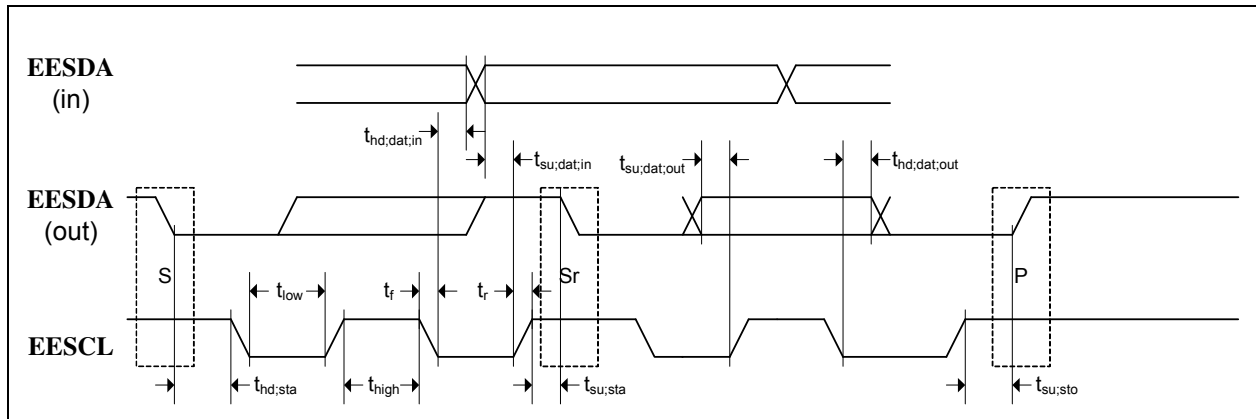 EESDA
(in)
t_hd;dat;in
t_su;dat;in
t_su;dat;out
t_hd;dat;out
EESDA
(out)
S
t_low
t_f
t_r
Sr
P
EESCL
t_hd;sta
t_high
t_su;sta
t_su;sto